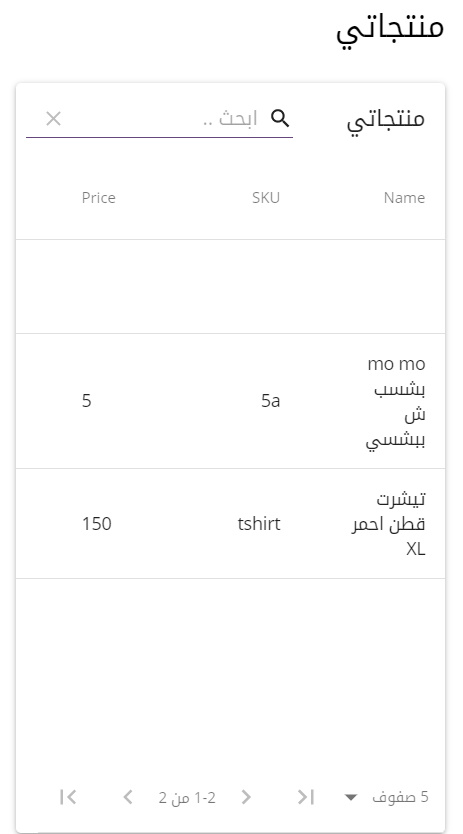 منتجاتي
منتجاتي
ابحث ..
Name SKU Price
mo mo
بشسب
ش
ببشسي
5a
5
تيشرت
قطن احمر
XL
tshirt
150
5 صفوف
1-2 من 2